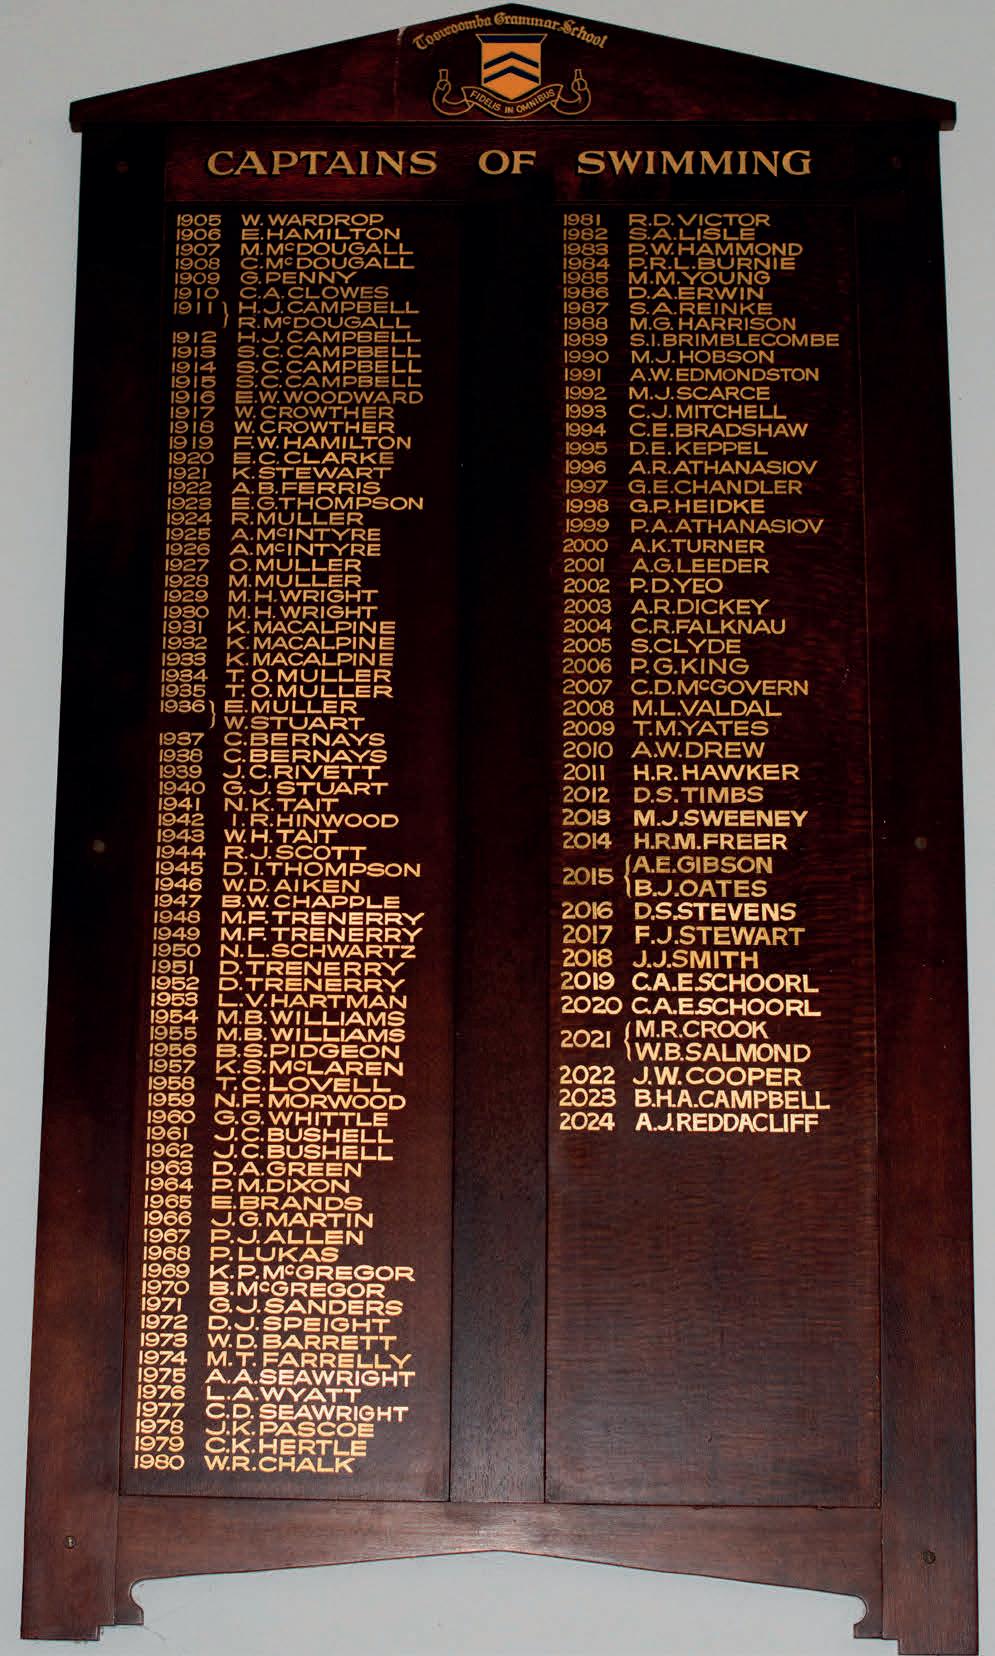 Toowoomba Grammar School
FIDELIS IN OMNIBUS
CAPTAINS OF SWIMMING
1905 W. WARDROP
1906 E. HAMILTON
1907 M. McDOUGALL
1908 C. McDOUGALL
1909 G. PENNY
1910 C.A. CLOWES
1911 } H.J. CAMPBELL
R. McDOUGALL
1912 H.J. CAMPBELL
1913 S.C. CAMPBELL
1914 S.C. CAMPBELL
1915 S.C. CAMPBELL
1916 E.W. WOODWARD
1917 W. CROWTHER
1918 W. CROWTHER
1919 F.W. HAMILTON
1920 E.C. CLARKE
1921 K. STEWART
1922 A.B. FERRIS
1923 E.G. THOMPSON
1924 R. MULLER
1925 A. McINTYRE
1926 A. McINTYRE
1927 O. MULLER
1928 M. MULLER
1929 M.H. WRIGHT
1930 M.H. WRIGHT
1931 K. MACALPINE
1932 K. MACALPINE
1933 K. MACALPINE
1934 T.O. MULLER
1935 T.O. MULLER
1936 } E. MULLER
W. STUART
1937 C. BERNAYS
1938 C. BERNAYS
1939 J.C. RIVETT
1940 G.J. STUART
1941 N.K. TAIT
1942 I.R. HINWOOD
1943 W.H. TAIT
1944 R.J. SCOTT
1945 D.I. THOMPSON
1946 W.D. AIKEN
1947 B.W. CHAPPLE
1948 M.F. TRENERRY
1949 M.F. TRENERRY
1950 N.L. SCHWARTZ
1951 D. TRENERRY
1952 D. TRENERRY
1953 L.V. HARTMAN
1954 M.B. WILLIAMS
1955 M.B. WILLIAMS
1956 B.S. PIDGEON
1957 K.S. McLAREN
1958 T.C. LOVELL
1959 N.F. MORWOOD
1960 G.G. WHITTLE
1961 J.C. BUSHELL
1962 J.C. BUSHELL
1963 D.A. GREEN
1964 P.M. DIXON
1965 E. BRANDS
1966 J.G. MARTIN
1967 P.J. ALLEN
1968 P. LUKAS
1969 K.P. McGREGOR
1970 B. McGREGOR
1971 G.J. SANDERS
1972 D.J. SPEIGHT
1973 W.D. BARRETT
1974 M.T. FARRELLY
1975 A.A. SEAWRIGHT
1976 L.A. WYATT
1977 C.D. SEAWRIGHT
1978 J.K. PASCOE
1979 C.K. HERTLE
1980 W.R. CHALK
1981 R.D. VICTOR
1982 S.A. LISLE
1983 P.W. HAMMOND
1984 P.R.L. BURNIE
1985 M.M. YOUNG
1986 D.A. ERWIN
1987 S.A. REINKE
1988 M.G. HARRISON
1989 S.I. BRIMBLECOMBE
1990 M.J. HOBSON
1991 A.W. EDMONDSTON
1992 M.J. SCARCE
1993 C.J. MITCHELL
1994 C.E. BRADSHAW
1995 D.E. KEPPEL
1996 A.R. ATHANASIOV
1997 G.E. CHANDLER
1998 G.P. HEIDKE
1999 P.A. ATHANASIOV
2000 A.K. TURNER
2001 A.G. LEEDER
2002 P.D. YEO
2003 A.R. DICKEY
2004 C.R. FALKNAU
2005 S. CLYDE
2006 P.G. KING
2007 C.D. McGOVERN
2008 M.L. VALDAL
2009 T.M. YATES
2010 A.W. DREW
2011 H.R. HAWKER
2012 D.S. TIMBS
2013 M.J. SWEENEY
2014 H.R.M. FREER
2015 { A.E. GIBSON
B.J. OATES
2016 D.S. STEVENS
2017 F.J. STEWART
2018 J.J. SMITH
2019 C.A.E. SCHOORL
2020 C.A.E. SCHOORL
2021 { M.R. CROOK
W.B. SALMOND
2022 J.W. COOPER
2023 B.H.A. CAMPBELL
2024 A.J. REDDACLIFF